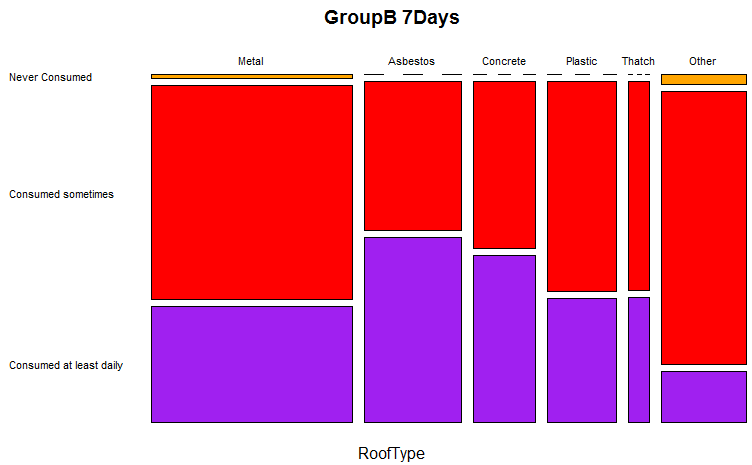 GroupB 7Days
Metal Asbestos Concrete Plastic Thatch Other
Never Consumed
Consumed sometimes
Consumed at least daily
RoofType